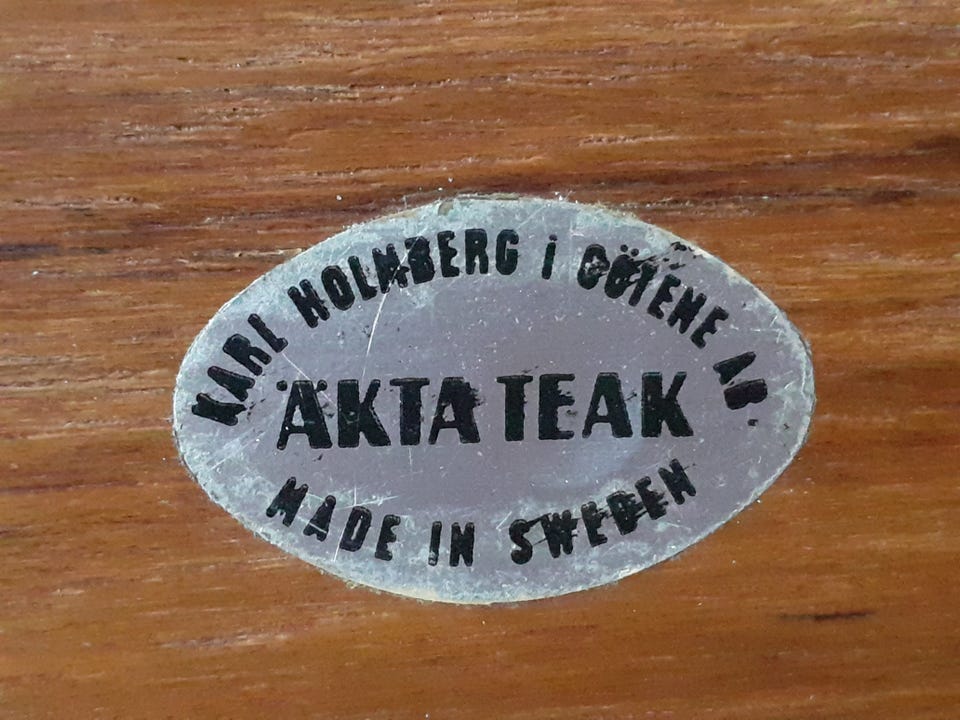 KARL HOLMBERG i GÖTENE AB.
ÄKTA TEAK
MADE IN SWEDEN